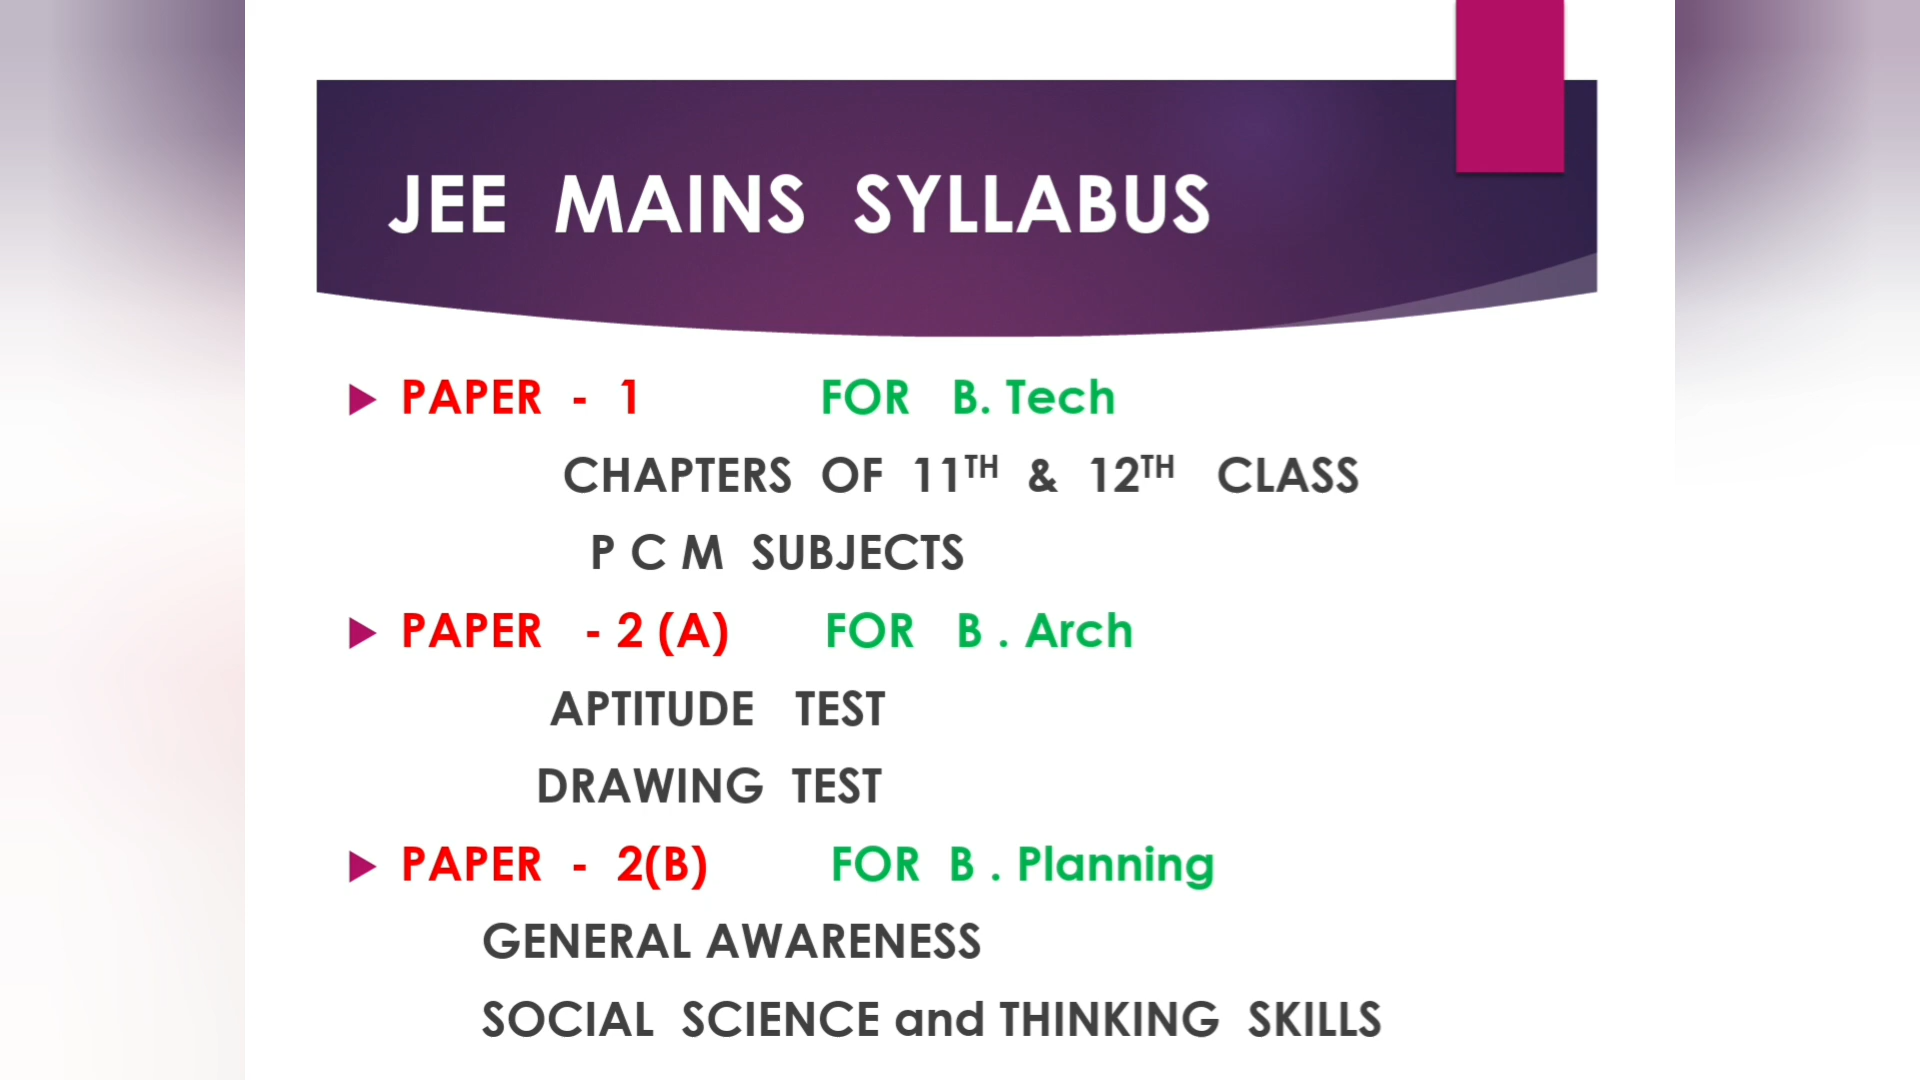 JEE MAINS SYLLABUS
PAPER - 1 FOR B. Tech
CHAPTERS OF 11TH & 12TH CLASS
P C M SUBJECTS
PAPER - 2 (A) FOR B . Arch
APTITUDE TEST
DRAWING TEST
PAPER - 2(B) FOR B . Planning
GENERAL AWARENESS
SOCIAL SCIENCE and THINKING SKILLS